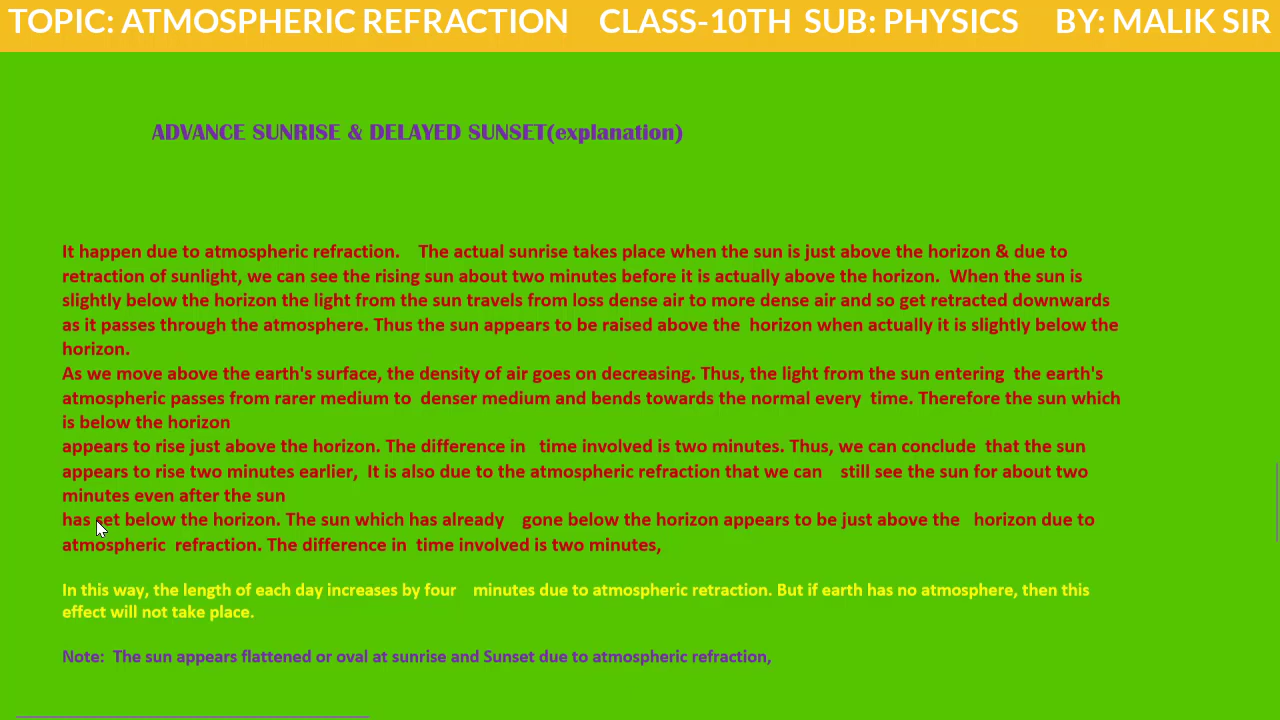 TOPIC: ATMOSPHERIC REFRACTION CLASS-10TH SUB: PHYSICS BY: MALIK SIR
ADVANCE SUNRISE & DELAYED SUNSET(explanation)
It happen due to atmospheric refraction. The actual sunrise takes place when the sun is just above the horizon & due to
retraction of sunlight, we can see the rising sun about two minutes before it is actually above the horizon. When the sun is
slightly below the horizon the light from the sun travels from loss dense air to more dense air and so get retracted downwards
as it passes through the atmosphere. Thus the sun appears to be raised above the horizon when actually it is slightly below the
horizon.
As we move above the earth's surface, the density of air goes on decreasing. Thus, the light from the sun entering the earth's
atmospheric passes from rarer medium to denser medium and bends towards the normal every time. Therefore the sun which
is below the horizon
appears to rise just above the horizon. The difference in time involved is two minutes. Thus, we can conclude that the sun
appears to rise two minutes earlier, It is also due to the atmospheric refraction that we can still see the sun for about two
minutes even after the sun
has set below the horizon. The sun which has already gone below the horizon appears to be just above the horizon due to
atmospheric refraction. The difference in time involved is two minutes,
In this way, the length of each day increases by four minutes due to atmospheric retraction. But if earth has no atmosphere, then this
effect will not take place.
Note: The sun appears flattened or oval at sunrise and Sunset due to atmospheric refraction,